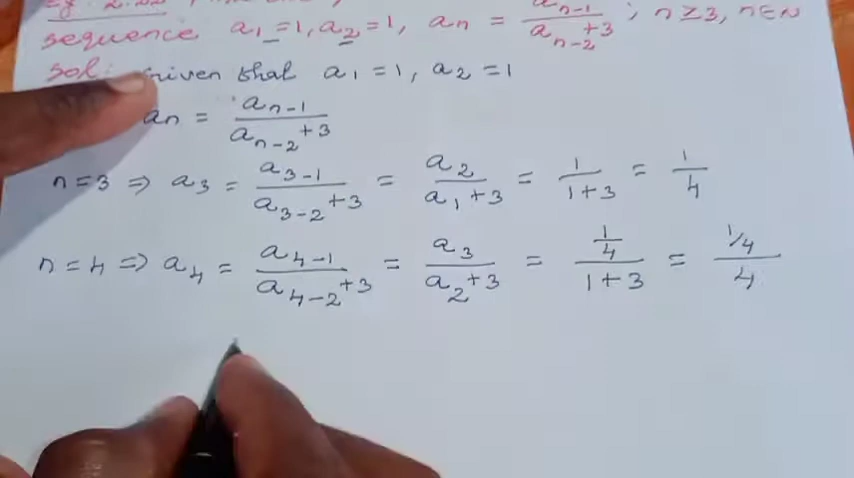 Eg. 2.22
sequence a₁ = 1, a₂ = 1, aₙ = aₙ₋₁ / aₙ₋₂ + 3 ; n ≥ 3, n ∈ N
Sol: Given that a₁ = 1, a₂ = 1
aₙ = aₙ₋₁ / aₙ₋₂ + 3
n = 3 ⇒ a₃ = a₃₋₁ / a₃₋₂ + 3 = a₂ / a₁ + 3 = 1 / 1 + 3 = 1 / 4
n = 4 ⇒ a₄ = a₄₋₁ / a₄₋₂ + 3 = a₃ / a₂ + 3 = 1/4 / 1 + 3 = 1/4 / 4